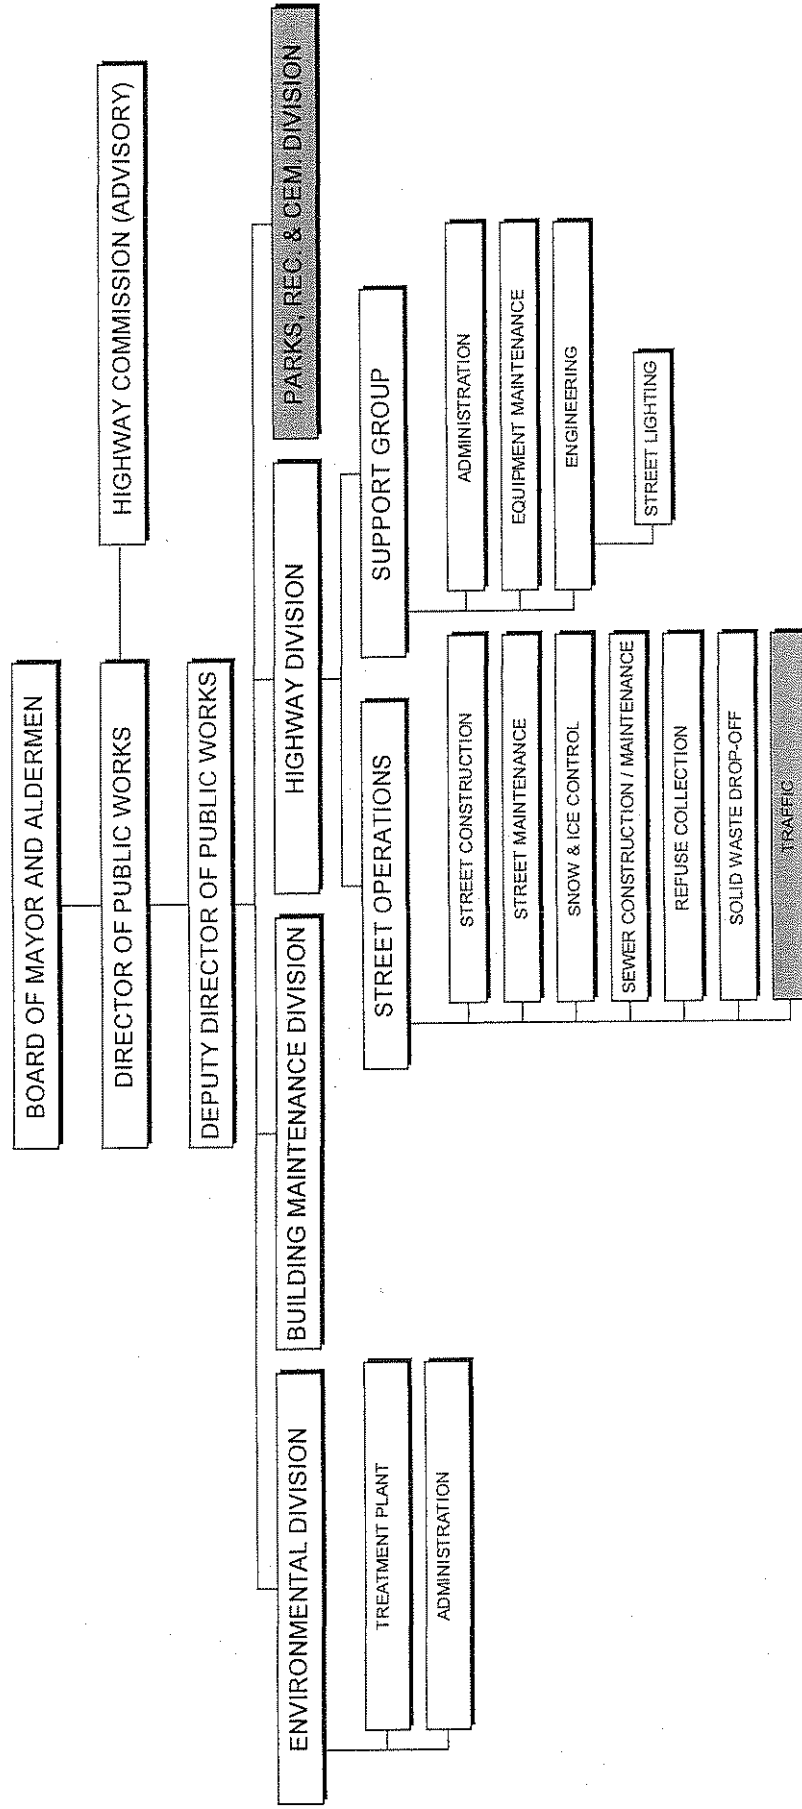 BOARD OF MAYOR AND ALDERMEN
DIRECTOR OF PUBLIC WORKS
HIGHWAY COMMISSION (ADVISORY)
DEPUTY DIRECTOR OF PUBLIC WORKS
ENVIRONMENTAL DIVISION
BUILDING MAINTENANCE DIVISION
HIGHWAY DIVISION
PARKS, REC. & CEM. DIVISION
TREATMENT PLANT
ADMINISTRATION
STREET OPERATIONS
SUPPORT GROUP
STREET CONSTRUCTION
STREET MAINTENANCE
SNOW & ICE CONTROL
SEWER CONSTRUCTION / MAINTENANCE
REFUSE COLLECTION
SOLID WASTE DROP-OFF
TRAFFIC
ADMINISTRATION
EQUIPMENT MAINTENANCE
ENGINEERING
STREET LIGHTING